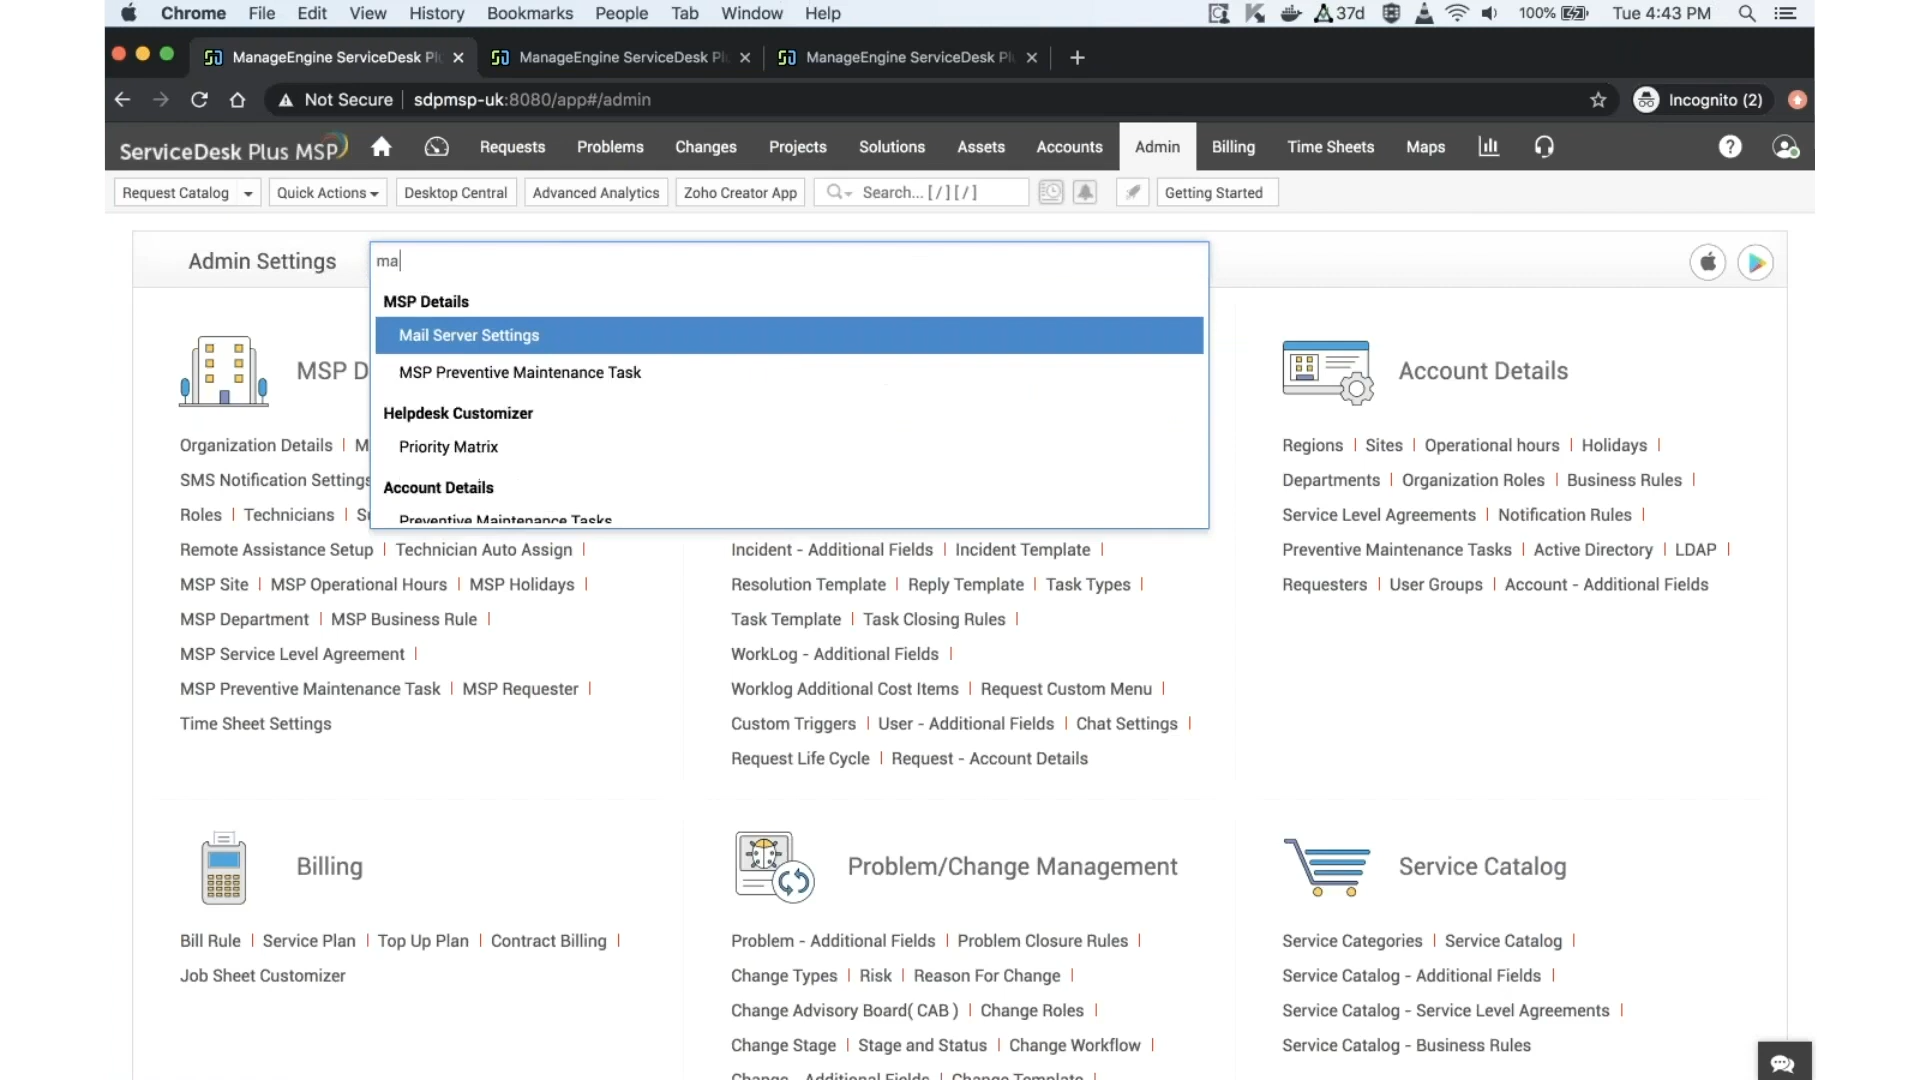 Chrome File Edit View History Bookmarks People Tab Window Help 37d 100% Tue 4:43 PM
ManageEngine ServiceDesk Pl ManageEngine ServiceDesk Pl ManageEngine ServiceDesk Pl
Not Secure sdpmsp-uk:8080/app#/admin Incognito (2)
ServiceDesk Plus MSP Requests Problems Changes Projects Solutions Assets Accounts Admin Billing Time Sheets Maps
Request Catalog Quick Actions Desktop Central Advanced Analytics Zoho Creator App Search... [/][/] Getting Started
Admin Settings ma
MSP Details
Mail Server Settings
MSP Preventive Maintenance Task
Helpdesk Customizer
Priority Matrix
Account Details
Preventive Maintenance Tasks
MSP D
Organization Details | M
SMS Notification Settings
Roles | Technicians | S
Remote Assistance Setup | Technician Auto Assign |
MSP Site | MSP Operational Hours | MSP Holidays |
MSP Department | MSP Business Rule |
MSP Service Level Agreement |
MSP Preventive Maintenance Task | MSP Requester |
Time Sheet Settings
Incident - Additional Fields | Incident Template |
Resolution Template | Reply Template | Task Types |
Task Template | Task Closing Rules |
WorkLog - Additional Fields |
Worklog Additional Cost Items | Request Custom Menu |
Custom Triggers | User - Additional Fields | Chat Settings |
Request Life Cycle | Request - Account Details
Account Details
Regions | Sites | Operational hours | Holidays |
Departments | Organization Roles | Business Rules |
Service Level Agreements | Notification Rules |
Preventive Maintenance Tasks | Active Directory | LDAP |
Requesters | User Groups | Account - Additional Fields
Billing
Bill Rule | Service Plan | Top Up Plan | Contract Billing |
Job Sheet Customizer
Problem/Change Management
Problem - Additional Fields | Problem Closure Rules |
Change Types | Risk | Reason For Change |
Change Advisory Board( CAB ) | Change Roles |
Change Stage | Stage and Status | Change Workflow |
Change - Additional Fields | Change Template |
Service Catalog
Service Categories | Service Catalog |
Service Catalog - Additional Fields |
Service Catalog - Service Level Agreements |
Service Catalog - Business Rules